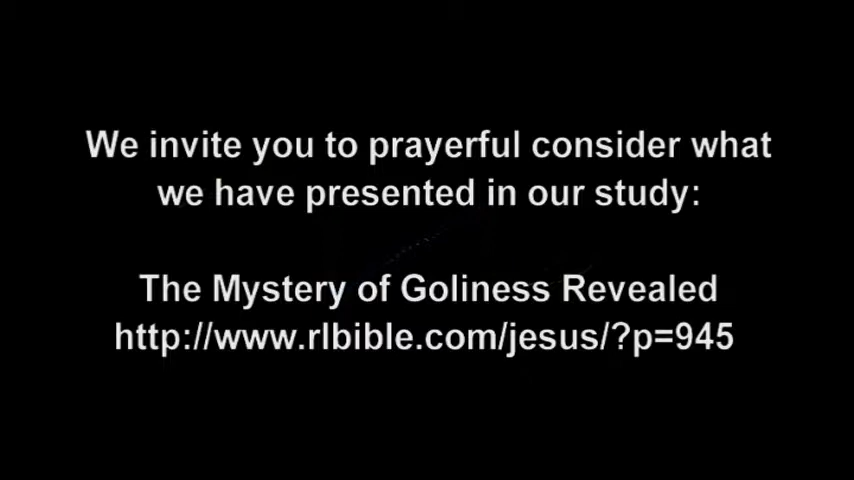 We invite you to prayerful consider what
we have presented in our study:
The Mystery of Goliness Revealed
http://www.rlbible.com/jesus/?p=945